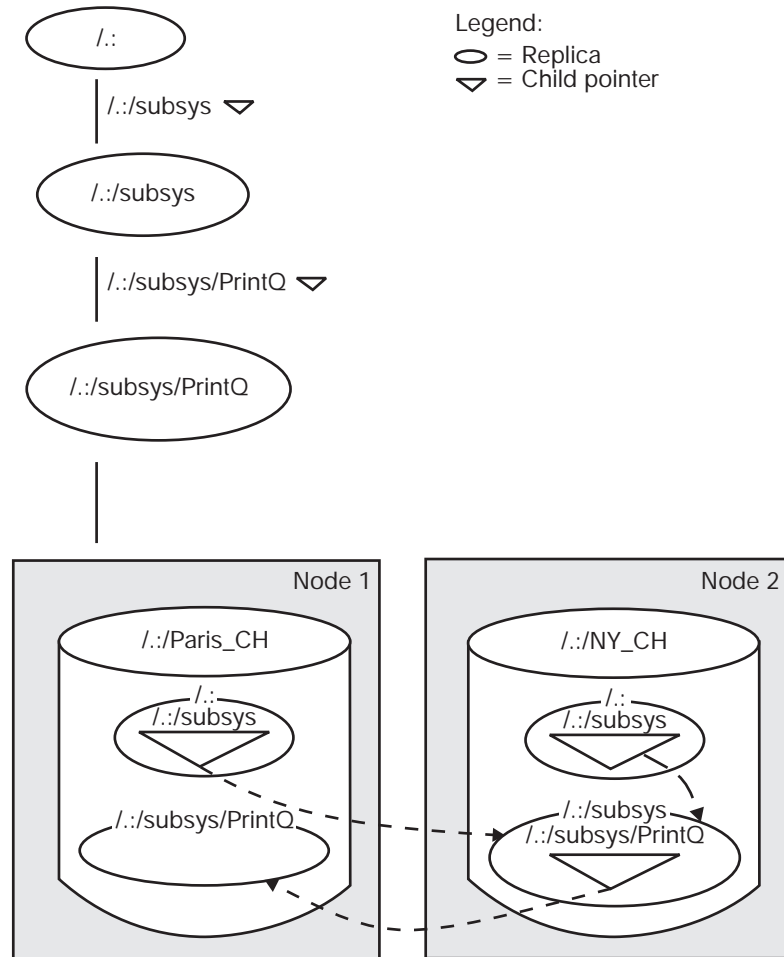 /.:
Legend:
= Replica
= Child pointer
/.:/subsys
/.:/subsys
/.:/subsys/PrintQ
/.:/subsys/PrintQ
Node 1
/.:/Paris_CH
/.:
/.:/subsys
/.:/subsys/PrintQ
Node 2
/.:/NY_CH
/.:
/.:/subsys
/.:/subsys
/.:/subsys/PrintQ